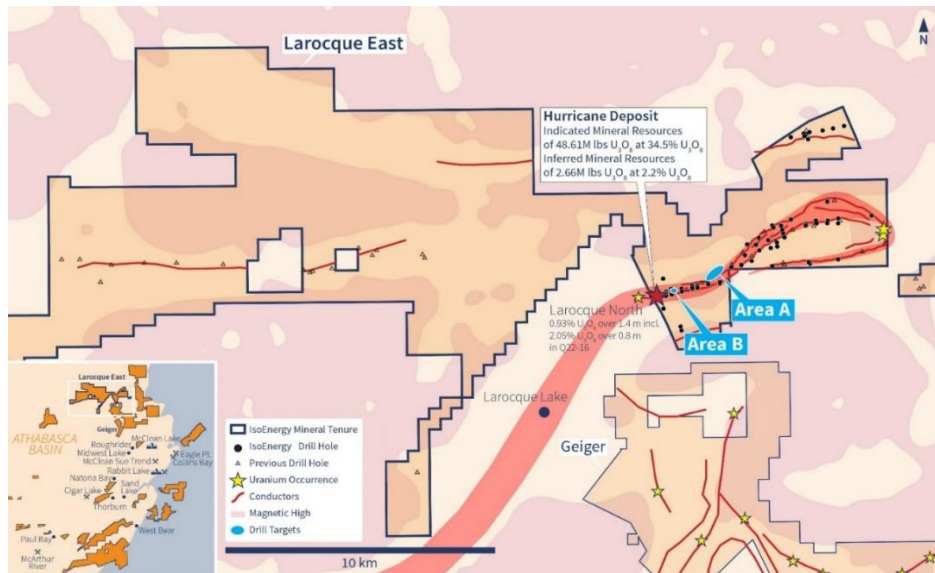 Larocque East
N
Hurricane Deposit
Indicated Mineral Resources
of 48.61M lbs U₃O₈ at 34.5% U₃O₈
Inferred Mineral Resources
of 2.66M lbs U₃O₈ at 2.2% U₃O₈
Area A
Area B
Larocque North
0.93% U₃O₈ over 1.4 m incl.
2.05% U₃O₈ over 0.8 m
in Q22-16
Larocque Lake
Geiger
Larocque East
Geiger
ATHABASCA
BASIN
Roughrider
McClean Lake
Midwest Lake
McClean Sue Trend
Eagle Pt.
Collins Bay
Rabbit Lake
Natona Bay
Sand
Lake
Cigar Lake
Thorburn
West Bear
Paul Bay
McArthur
River
IsoEnergy Mineral Tenure
IsoEnergy Drill Hole
Previous Drill Hole
Uranium Occurrence
Conductors
Magnetic High
Drill Targets
10 km